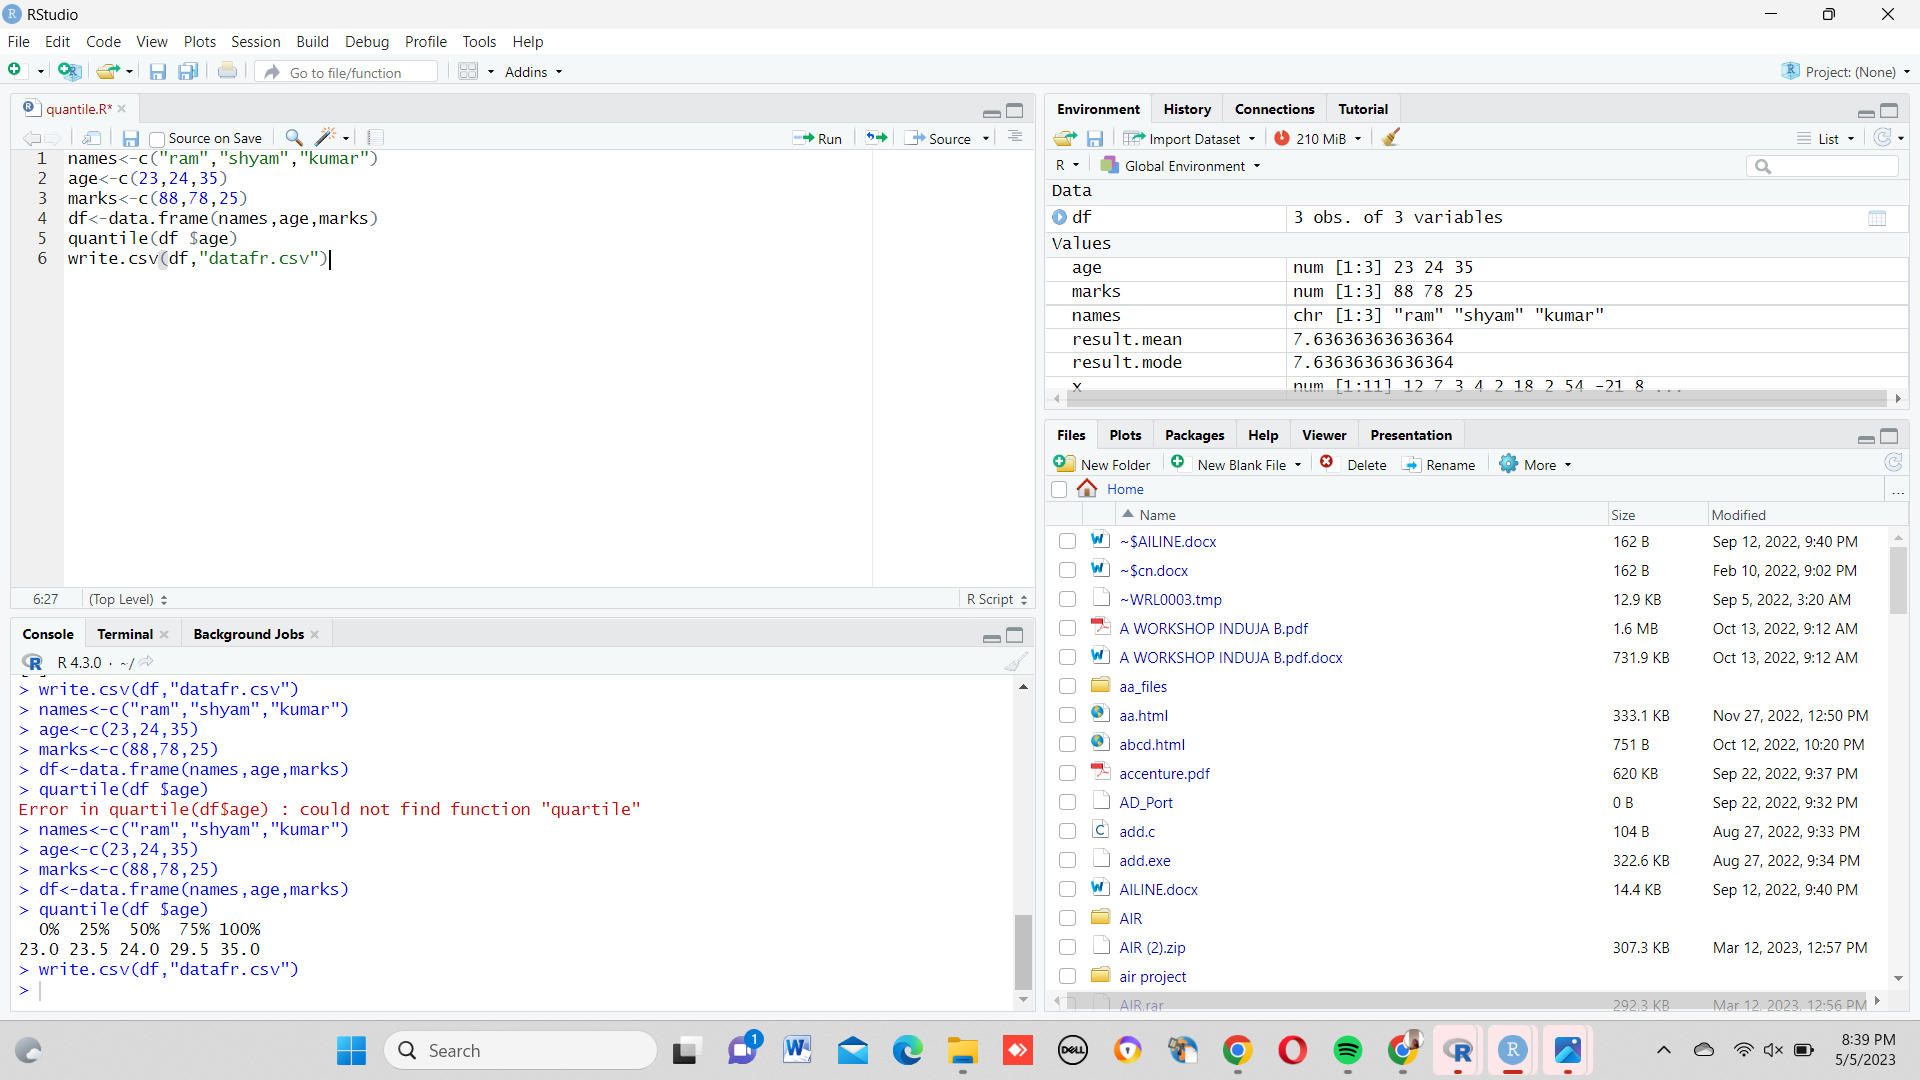 RStudio
File Edit Code View Plots Session Build Debug Profile Tools Help
Go to file/function Addins Project: (None)
quantile.R*
Source on Save Run Source
1 names<-c("ram","shyam","kumar")
2 age<-c(23,24,35)
3 marks<-c(88,78,25)
4 df<-data.frame(names,age,marks)
5 quantile(df $age)
6 write.csv(df,"datafr.csv")
6:27 (Top Level) R Script
Console Terminal Background Jobs
R 4.3.0 · ~/
> write.csv(df,"datafr.csv")
> names<-c("ram","shyam","kumar")
> age<-c(23,24,35)
> marks<-c(88,78,25)
> df<-data.frame(names,age,marks)
> quartile(df $age)
Error in quartile(df$age) : could not find function "quartile"
> names<-c("ram","shyam","kumar")
> age<-c(23,24,35)
> marks<-c(88,78,25)
> df<-data.frame(names,age,marks)
> quantile(df $age)
0% 25% 50% 75% 100%
23.0 23.5 24.0 29.5 35.0
> write.csv(df,"datafr.csv")
>
Environment History Connections Tutorial
Import Dataset 210 MiB List
R Global Environment
Data
df 3 obs. of 3 variables
Values
age num [1:3] 23 24 35
marks num [1:3] 88 78 25
names chr [1:3] "ram" "shyam" "kumar"
result.mean 7.63636363636364
result.mode 7.63636363636364
x num [1:11] 12 7 3 4 2 18 2 54 -21 8 ...
Files Plots Packages Help Viewer Presentation
New Folder New Blank File Delete Rename More
Home ...
Name Size Modified
~$AILINE.docx 162 B Sep 12, 2022, 9:40 PM
~$cn.docx 162 B Feb 10, 2022, 9:02 PM
~WRL0003.tmp 12.9 KB Sep 5, 2022, 3:20 AM
A WORKSHOP INDUJA B.pdf 1.6 MB Oct 13, 2022, 9:12 AM
A WORKSHOP INDUJA B.pdf.docx 731.9 KB Oct 13, 2022, 9:12 AM
aa_files
aa.html 333.1 KB Nov 27, 2022, 12:50 PM
abcd.html 751 B Oct 12, 2022, 10:20 PM
accenture.pdf 620 KB Sep 22, 2022, 9:37 PM
AD_Port 0 B Sep 22, 2022, 9:32 PM
add.c 104 B Aug 27, 2022, 9:33 PM
add.exe 322.6 KB Aug 27, 2022, 9:34 PM
AILINE.docx 14.4 KB Sep 12, 2022, 9:40 PM
AIR
AIR (2).zip 307.3 KB Mar 12, 2023, 12:57 PM
air project
AIR.rar 292.3 KB Mar 12, 2023, 12:56 PM
Search 1 DELL 8:39 PM
5/5/2023